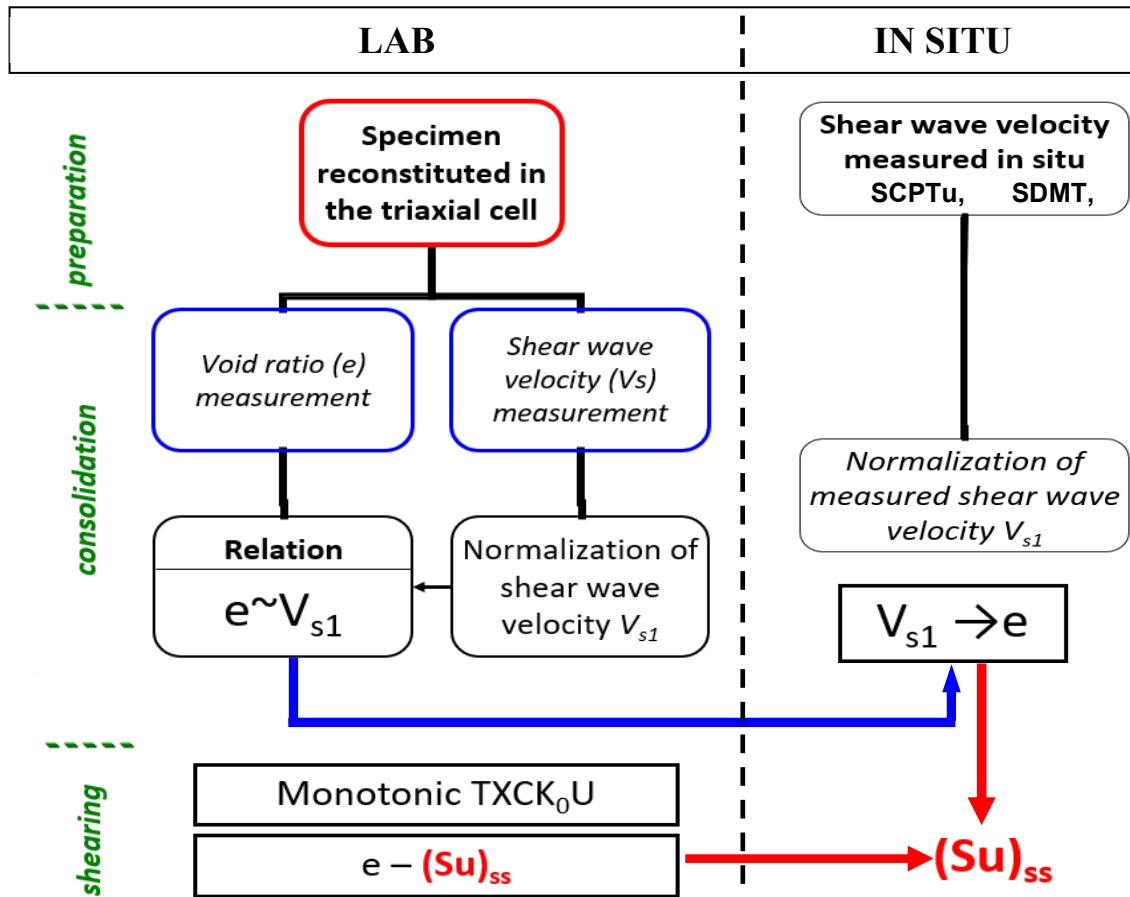 LAB
IN SITU
preparation
Specimen
reconstituted in
the triaxial cell
Shear wave velocity
measured in situ
SCPTu, SDMT,
consolidation
Void ratio (e)
measurement
Shear wave
velocity (Vs)
measurement
Relation
e~Vs1
Normalization of
shear wave
velocity Vs1
Normalization of
measured shear wave
velocity Vs1
Vs1 →e
shearing
Monotonic TXCK0U
e – (Su)ss
(Su)ss